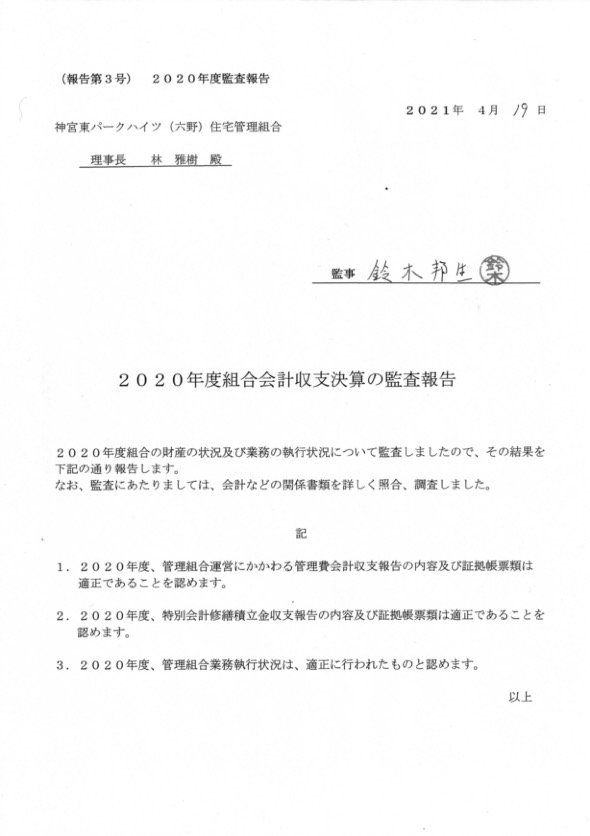 （報告第３号）　２０２０年度監査報告
２０２１年　４月　19　日
神宮東パークハイツ（六野）住宅管理組合
理事長　　林　雅樹　殿
監事　鈴木邦生　鈴木
２０２０年度組合会計収支決算の監査報告
２０２０年度組合の財産の状況及び業務の執行状況について監査しましたので、その結果を
下記の通り報告します。
なお、監査にあたりましては、会計などの関係書類を詳しく照合、調査しました。
記
１．２０２０年度、管理組合運営にかかわる管理費会計収支報告の内容及び証拠帳票類は
適正であることを認めます。
２．２０２０年度、特別会計修繕積立金収支報告の内容及び証拠帳票類は適正であることを
認めます。
３．２０２０年度、管理組合業務執行状況は、適正に行われたものと認めます。
以上